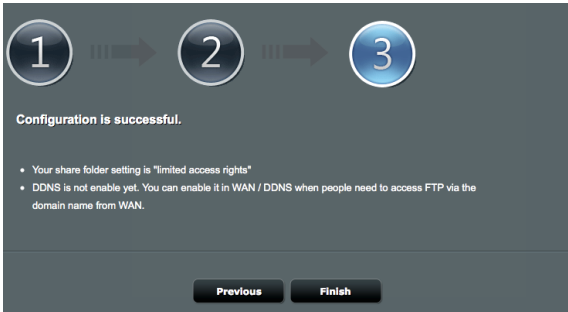 1 2 3
Configuration is successful.
• Your share folder setting is "limited access rights"
• DDNS is not enable yet. You can enable it in WAN / DDNS when people need to access FTP via the
domain name from WAN.
Previous Finish